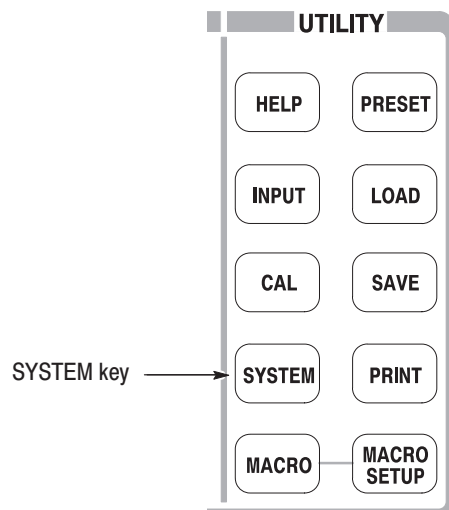 UTILITY
HELP
PRESET
INPUT
LOAD
CAL
SAVE
SYSTEM key
SYSTEM
PRINT
MACRO
MACRO
SETUP